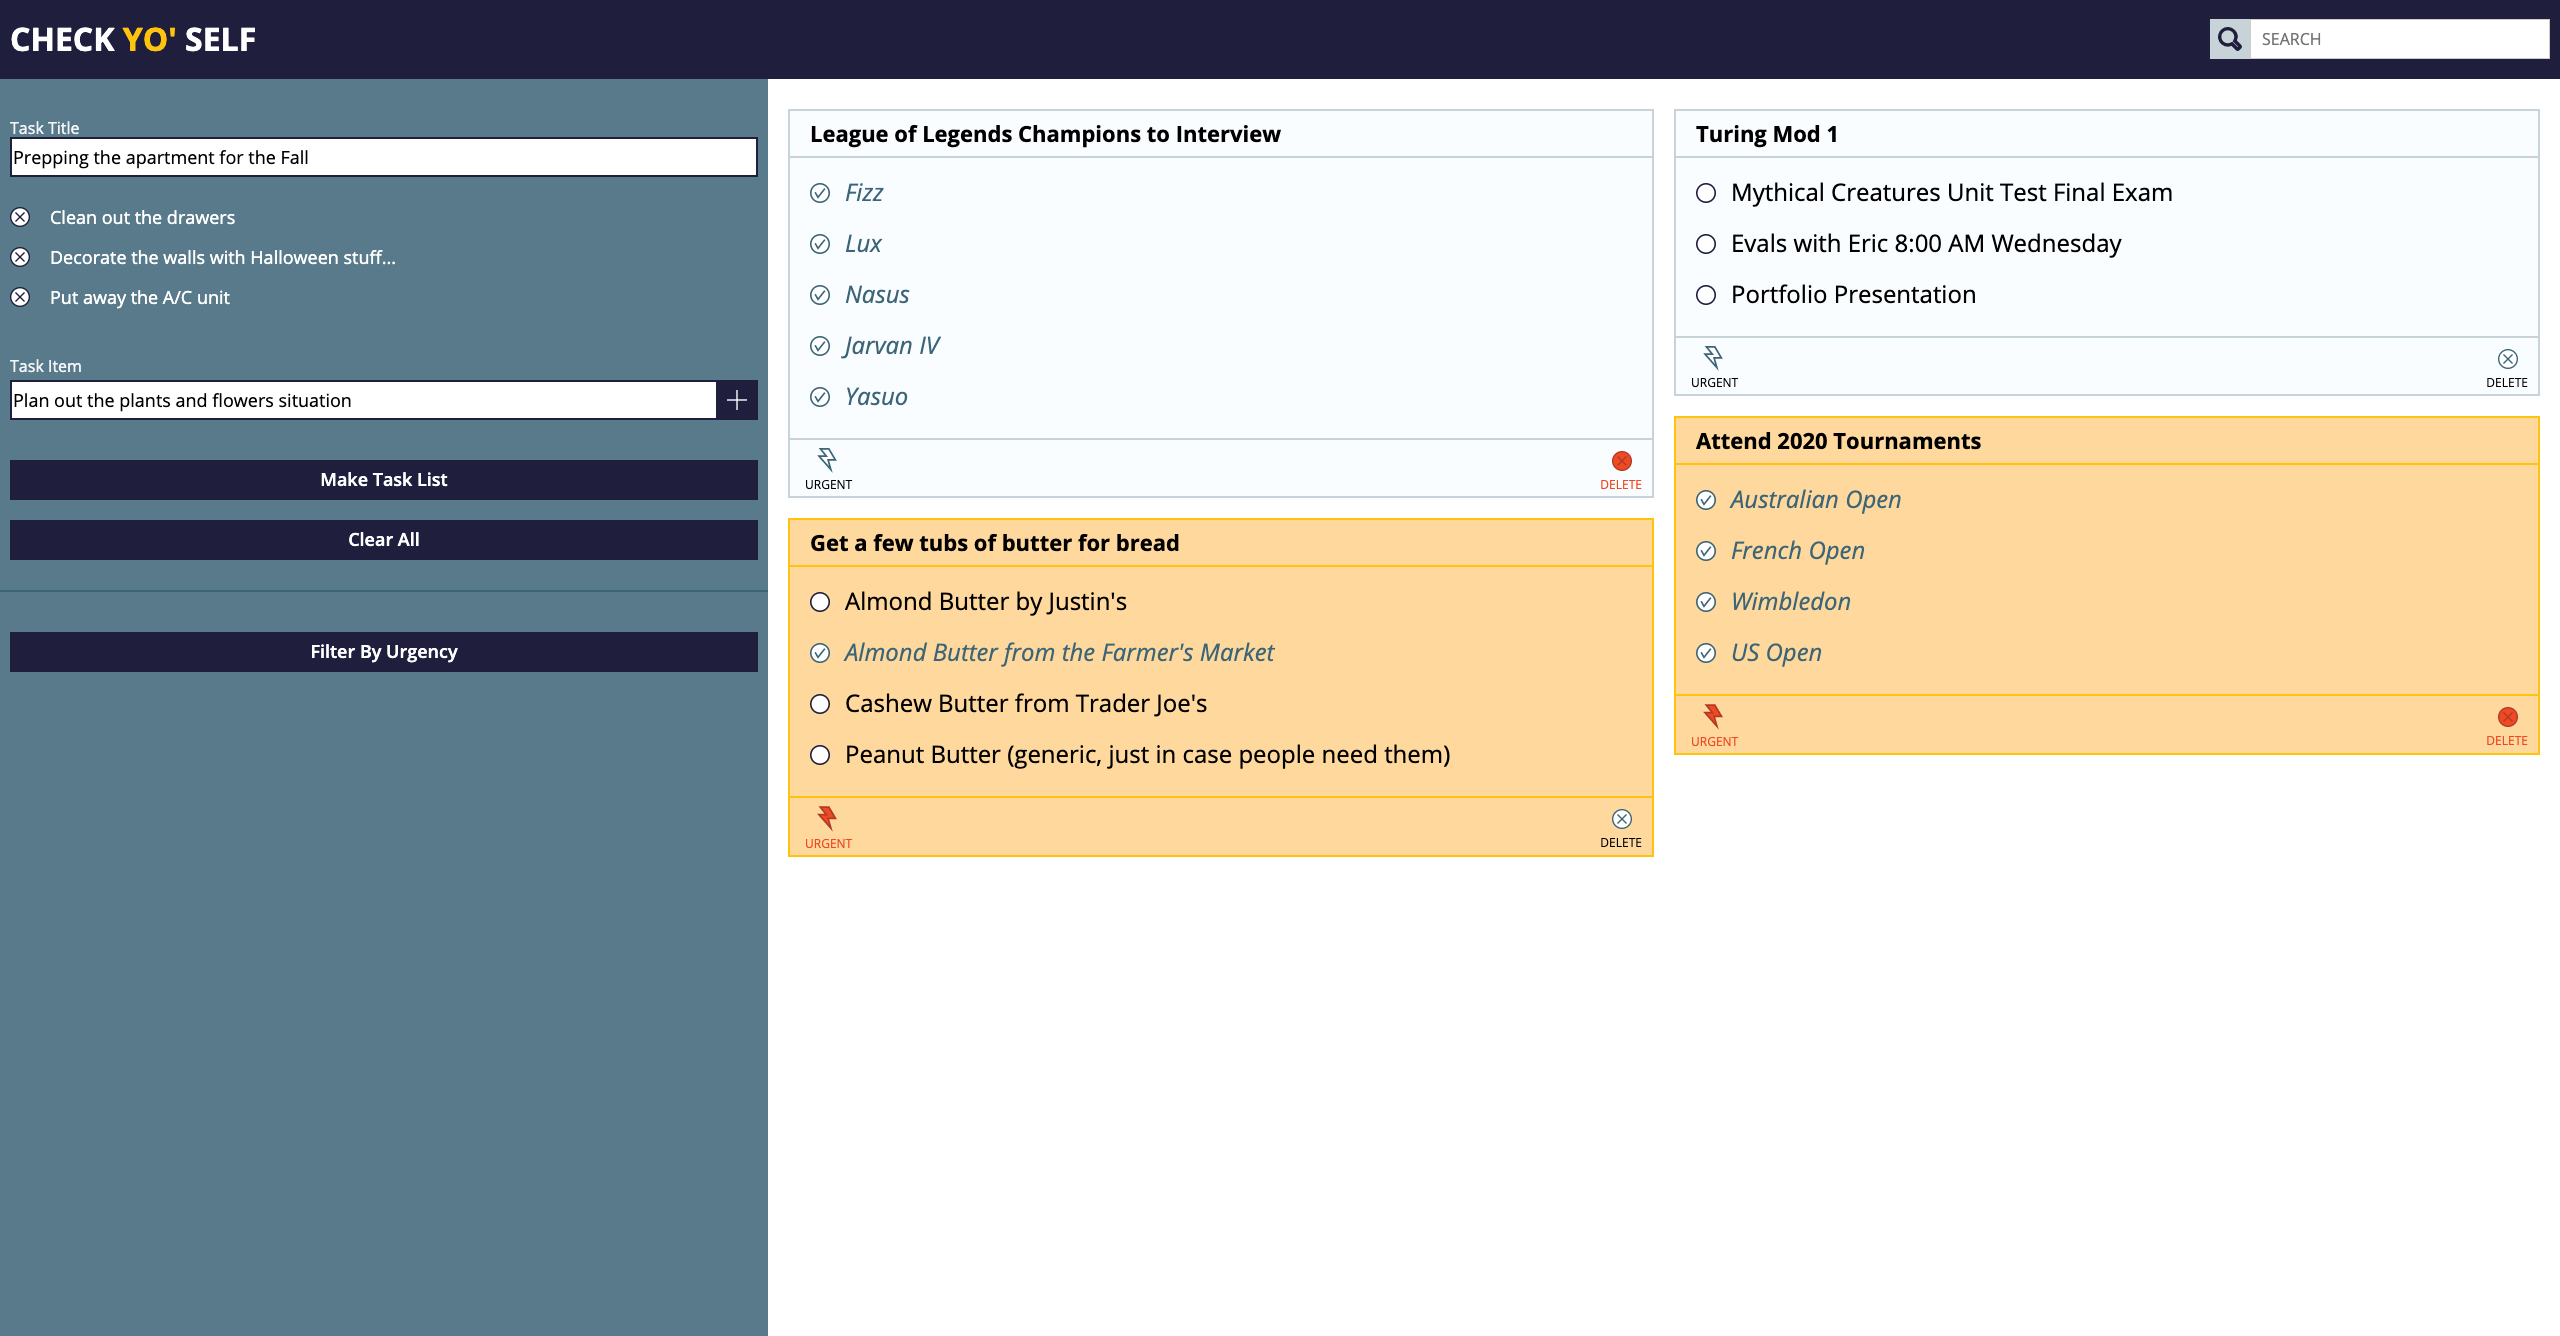 CHECK YO' SELF
SEARCH
Task Title
Prepping the apartment for the Fall
Clean out the drawers
Decorate the walls with Halloween stuff...
Put away the A/C unit
Task Item
Plan out the plants and flowers situation
Make Task List
Clear All
Filter By Urgency
League of Legends Champions to Interview
Fizz
Lux
Nasus
Jarvan IV
Yasuo
URGENT
DELETE
Get a few tubs of butter for bread
Almond Butter by Justin's
Almond Butter from the Farmer's Market
Cashew Butter from Trader Joe's
Peanut Butter (generic, just in case people need them)
URGENT
DELETE
Turing Mod 1
Mythical Creatures Unit Test Final Exam
Evals with Eric 8:00 AM Wednesday
Portfolio Presentation
URGENT
DELETE
Attend 2020 Tournaments
Australian Open
French Open
Wimbledon
US Open
URGENT
DELETE